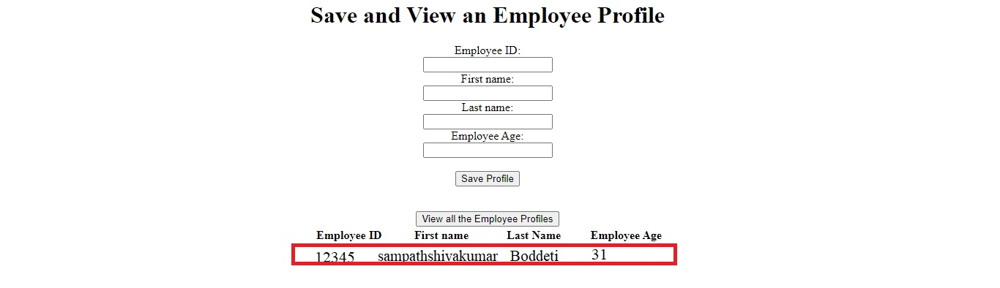 Save and View an Employee Profile
Employee ID:
First name:
Last name:
Employee Age:
Save Profile
View all the Employee Profiles
Employee ID First name Last Name Employee Age
12345 sampathshivakumar Boddeti 31